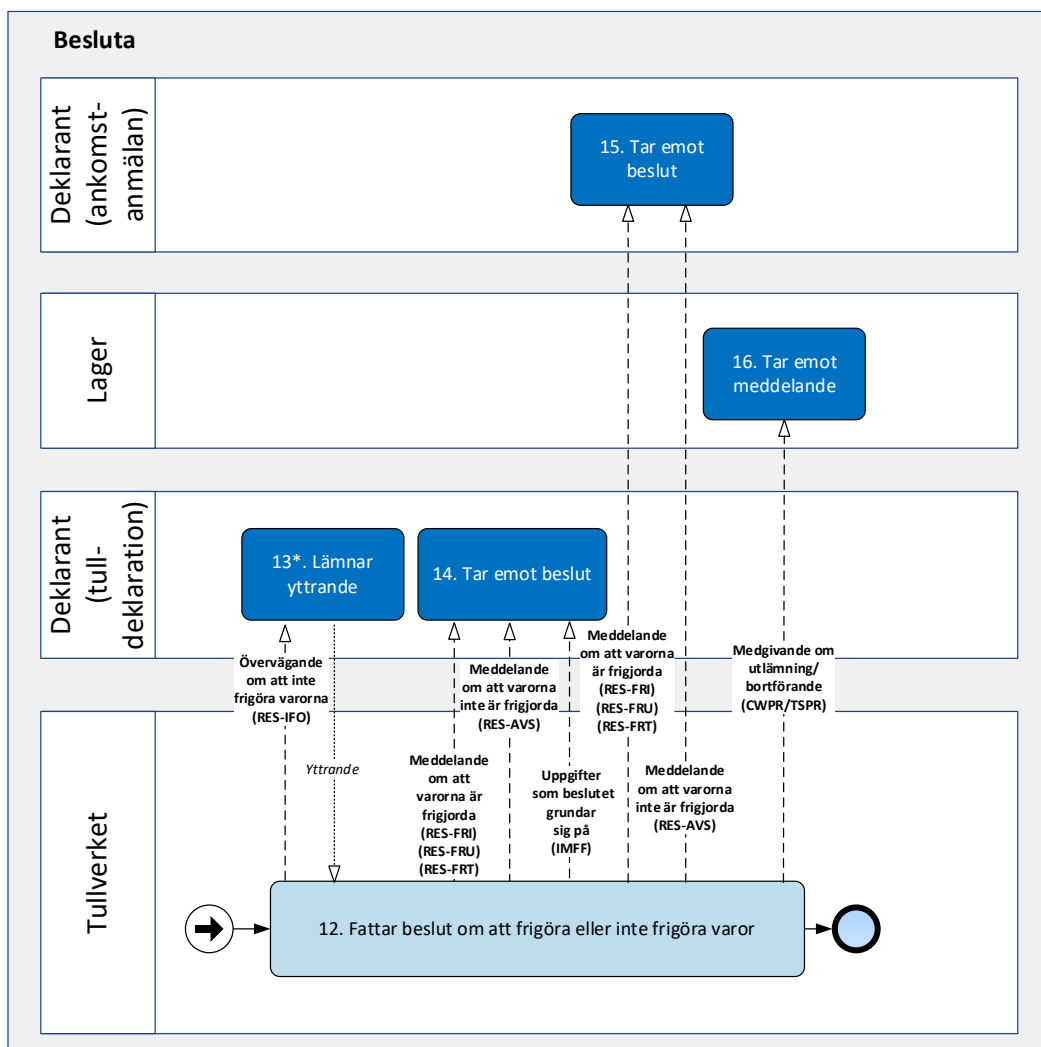 Besluta
Deklarant
(ankomst-
anmälan)
15. Tar emot
beslut
Lager
16. Tar emot
meddelande
Deklarant
(tull-
deklaration)
13*. Lämnar
yttrande
14. Tar emot beslut
Övervägande
om att inte
frigöra varorna
(RES-IFO)
Meddelande
om att varorna
inte är frigjorda
(RES-AVS)
Meddelande
om att varorna
är frigjorda
(RES-FRI)
(RES-FRU)
(RES-FRT)
Medgivande om
utlämning/
bortförande
(CWPR/TSPR)
Tullverket
Yttrande
Meddelande
om att
varorna är
frigjorda
(RES-FRI)
(RES-FRU)
(RES-FRT)
Uppgifter
som beslutet
grundar
sig på
(IMFF)
Meddelande
om att varorna
inte är frigjorda
(RES-AVS)
12. Fattar beslut om att frigöra eller inte frigöra varor